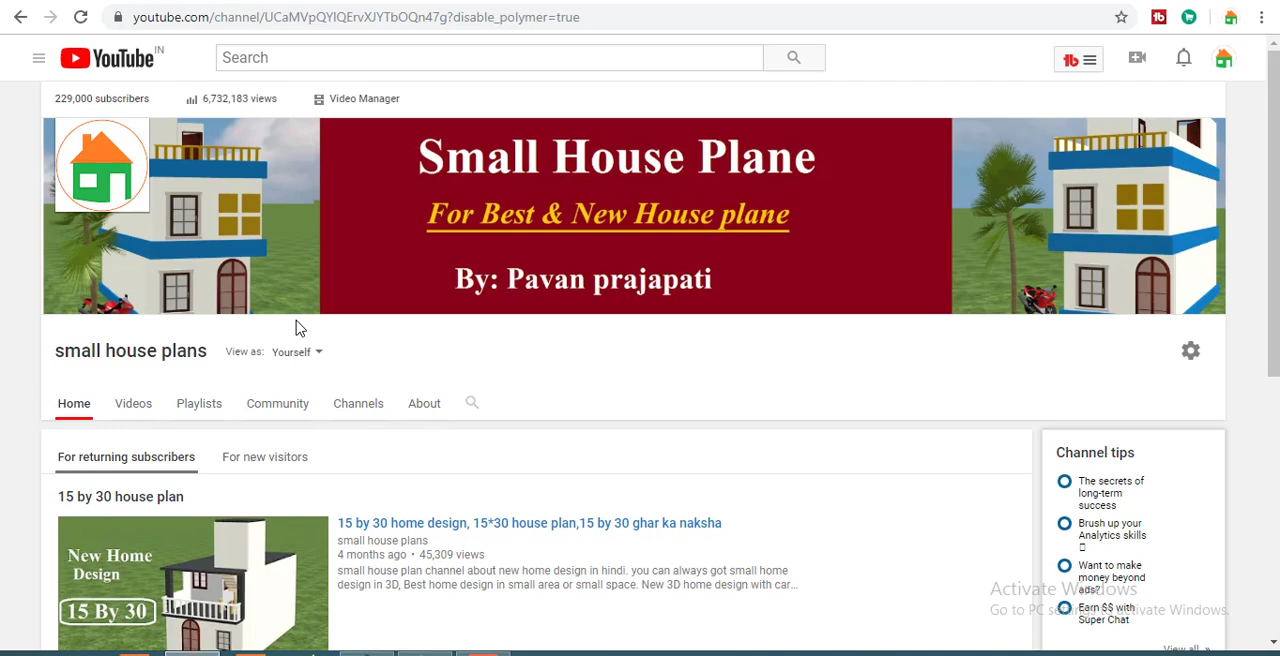 youtube.com/channel/UCaMVpQYlQErvXJYTbOQn47g?disable_polymer=true
YouTube IN
Search
229,000 subscribers
6,732,183 views
Video Manager
Small House Plane
For Best & New House plane
By: Pavan prajapati
small house plans
View as: Yourself
Home
Videos
Playlists
Community
Channels
About
For returning subscribers
For new visitors
15 by 30 house plan
New Home
Design
15 By 30
15 by 30 home design, 15*30 house plan,15 by 30 ghar ka naksha
small house plans
4 months ago • 45,309 views
small house plan channel about new home design in hindi. you can always got small home
design in 3D, Best home design in small area or small space. New 3D home design with car...
Channel tips
The secrets of
long-term
success
Brush up your
Analytics skills
Want to make
money beyond
ads?
Earn $$ with
Super Chat
View all »
Activate Windows
Go to PC settings to activate Windows.